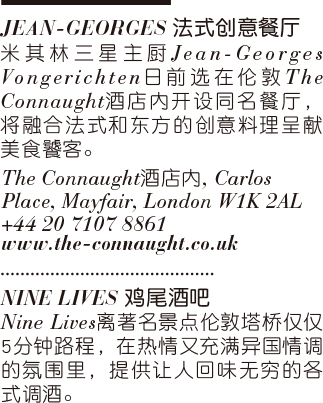 JEAN-GEORGES 法式创意餐厅
米其林三星主厨Jean-Georges
Vongerichten日前选在伦敦The
Connaught酒店内开设同名餐厅，
将融合法式和东方的创意料理呈献
美食饕客。
The Connaught酒店内, Carlos
Place, Mayfair, London W1K 2AL
+44 20 7107 8861
www.the-connaught.co.uk
NINE LIVES 鸡尾酒吧
Nine Lives离著名景点伦敦塔桥仅仅
5分钟路程，在热情又充满异国情调
的氛围里，提供让人回味无穷的各
式调酒。